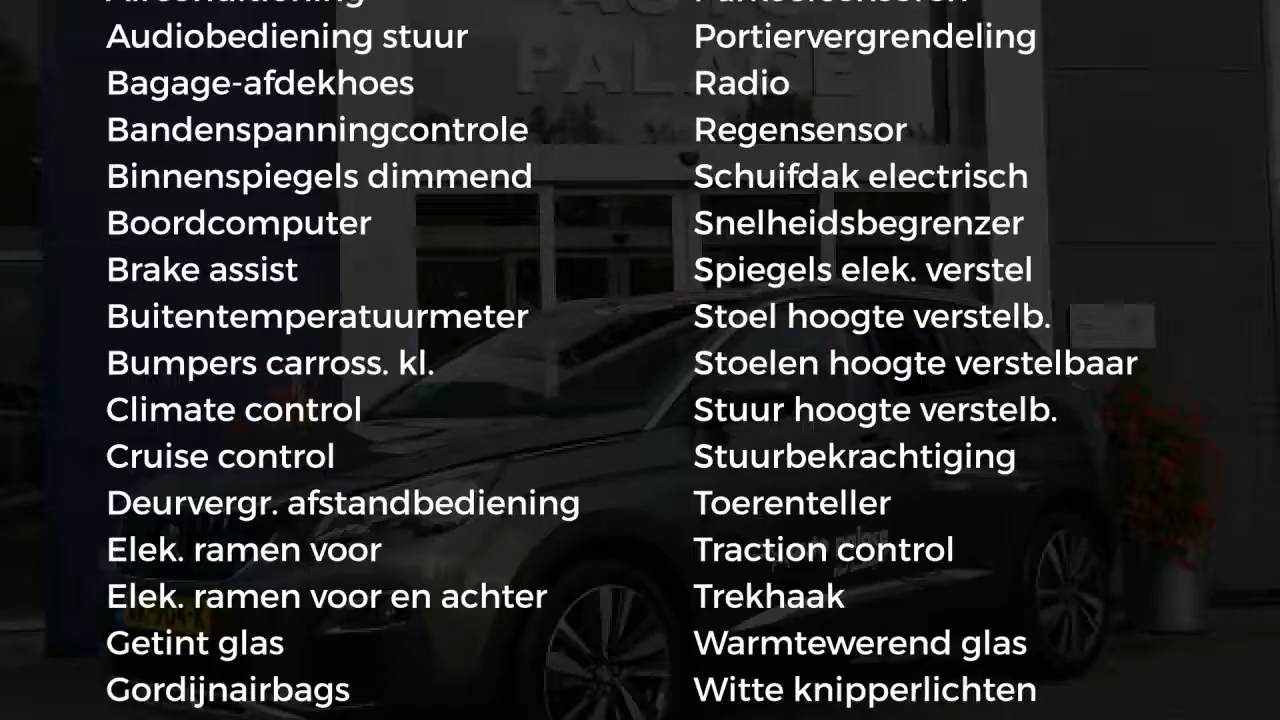 Audiobediening stuur
Bagage-afdekhoes
Bandenspanningcontrole
Binnenspiegels dimmend
Boordcomputer
Brake assist
Buitentemperatuurmeter
Bumpers carross. kl.
Climate control
Cruise control
Deurvergr. afstandbediening
Elek. ramen voor
Elek. ramen voor en achter
Getint glas
Gordijnairbags
Portiervergrendeling
Radio
Regensensor
Schuifdak electrisch
Snelheidsbegrenzer
Spiegels elek. verstel
Stoel hoogte verstelb.
Stoelen hoogte verstelbaar
Stuur hoogte verstelb.
Stuurbekrachtiging
Toerenteller
Traction control
Trekhaak
Warmtewerend glas
Witte knipperlichten
PALACE